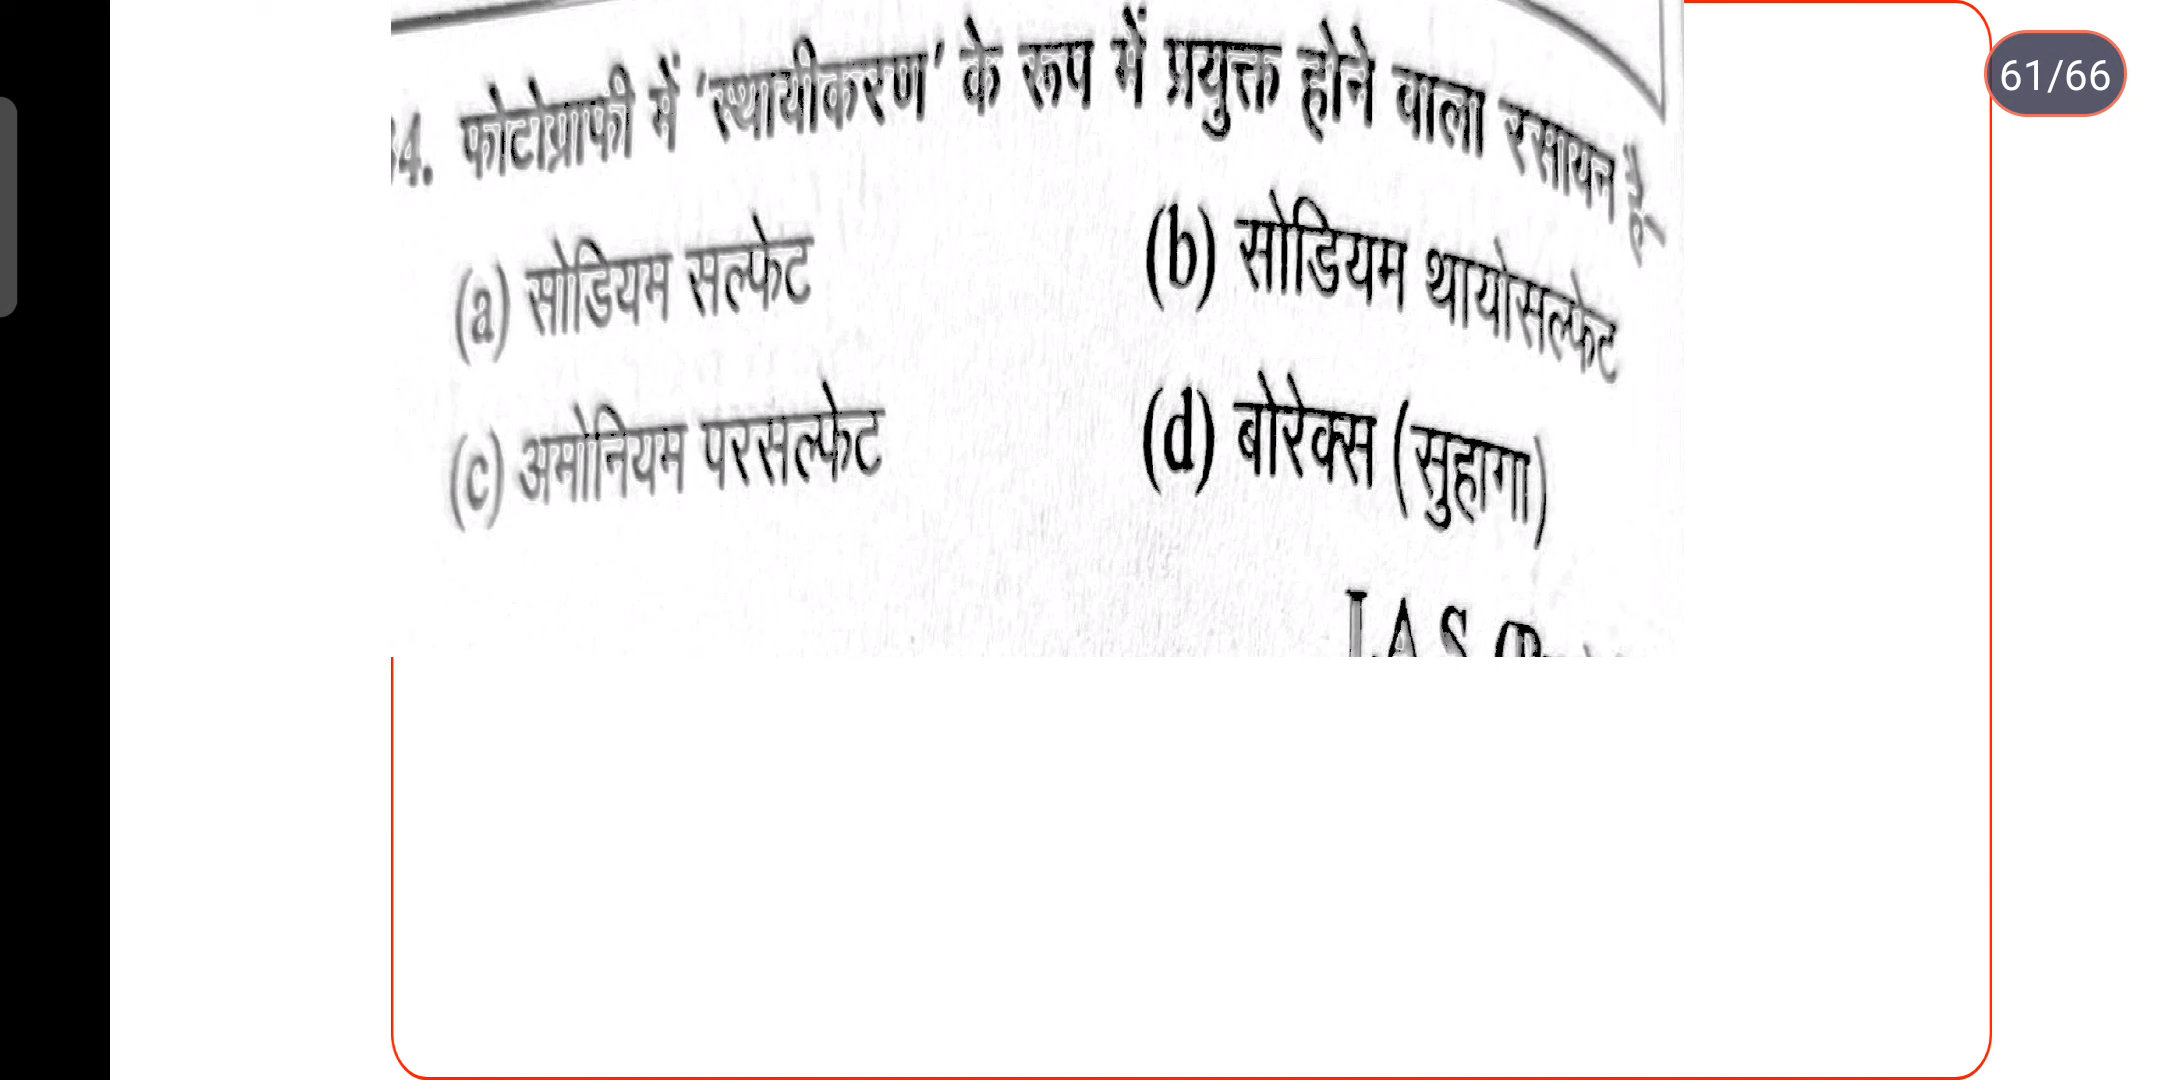 61/66
4. फोटोग्राफी में ‘स्थायीकरण’ के रूप में प्रयुक्त होने वाला रसायन है-
(a) सोडियम सल्फेट (b) सोडियम थायोसल्फेट
(c) अमोनियम परसल्फेट (d) बोरेक्स (सुहागा)
I.A.S.